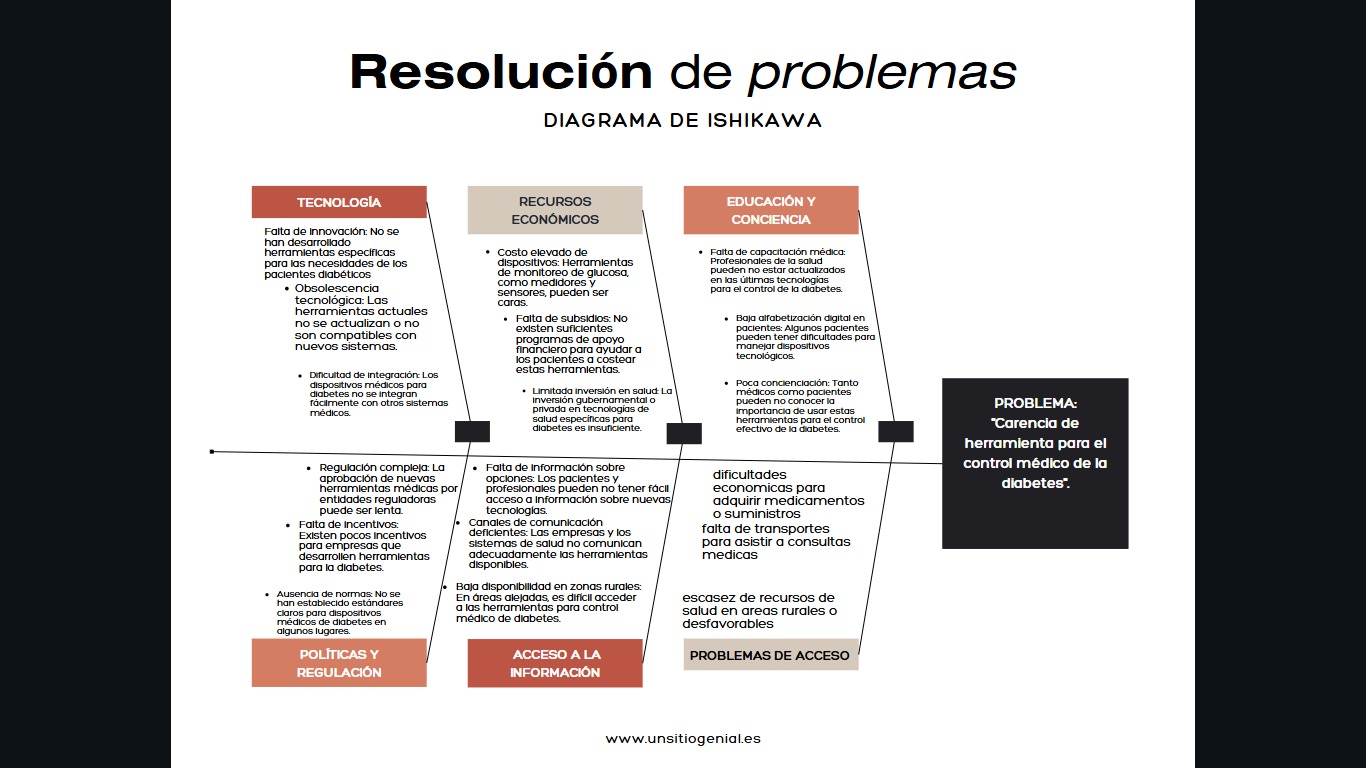 Resolución de problemas
DIAGRAMA DE ISHIKAWA
TECNOLOGÍA
Falta de innovación: No se
han desarrollado
herramientas específicas
para las necesidades de los
pacientes diabéticos
• Obsolescencia
tecnológica: Las
herramientas actuales
no se actualizan o no
son compatibles con
nuevos sistemas.
• Dificultad de integración: Los
dispositivos médicos para
diabetes no se integran
fácilmente con otros sistemas
médicos.
RECURSOS
ECONÓMICOS
• Costo elevado de
dispositivos: Herramientas
de monitoreo de glucosa,
como medidores y
sensores, pueden ser
caras.
• Falta de subsidios: No
existen suficientes
programas de apoyo
financiero para ayudar a
los pacientes a costear
estas herramientas.
• Limitada inversión en salud: La
inversión gubernamental o
privada en tecnologías de
salud específicas para
diabetes es insuficiente.
EDUCACIÓN Y
CONCIENCIA
• Falta de capacitación médica:
Profesionales de la salud
pueden no estar actualizados
en las últimas tecnologías
para el control de la diabetes.
• Baja alfabetización digital en
pacientes: Algunos pacientes
pueden tener dificultades para
manejar dispositivos
tecnológicos.
• Poca concienciación: Tanto
médicos como pacientes
pueden no conocer la
importancia de usar estas
herramientas para el control
efectivo de la diabetes.
PROBLEMA:
"Carencia de
herramienta para el
control médico de la
diabetes".
• Regulación compleja: La
aprobación de nuevas
herramientas médicas por
entidades reguladoras
puede ser lenta.
• Falta de incentivos:
Existen pocos incentivos
para empresas que
desarrollen herramientas
para la diabetes.
• Ausencia de normas: No se
han establecido estándares
claros para dispositivos
médicos de diabetes en
algunos lugares.
POLÍTICAS Y
REGULACIÓN
• Falta de información sobre
opciones: Los pacientes y
profesionales pueden no tener fácil
acceso a información sobre nuevas
tecnologías.
• Canales de comunicación
deficientes: Las empresas y los
sistemas de salud no comunican
adecuadamente las herramientas
disponibles.
• Baja disponibilidad en zonas rurales:
En áreas alejadas, es difícil acceder
a las herramientas para control
médico de diabetes.
ACCESO A LA
INFORMACIÓN
dificultades
economicas para
adquirir medicamentos
o suministros
falta de transportes
para asistir a consultas
medicas
escasez de recursos de
salud en areas rurales o
desfavorables
PROBLEMAS DE ACCESO
www.unsitiogenial.es